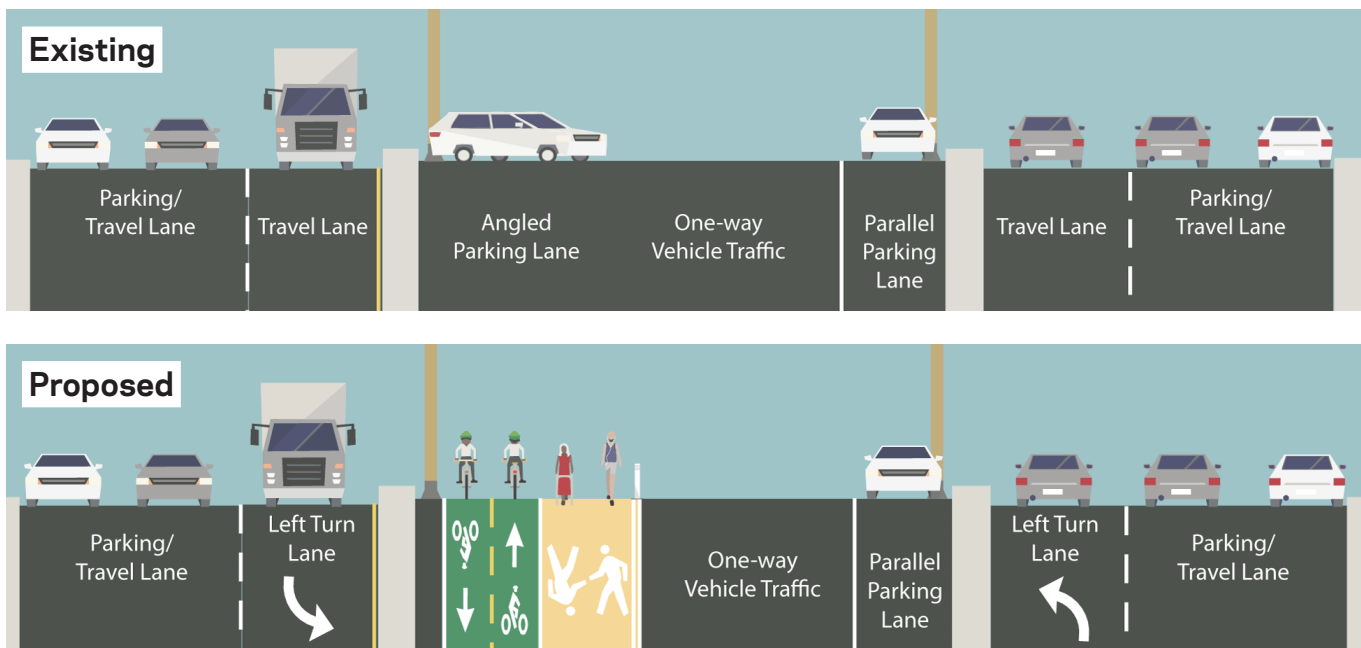 Existing
Parking/
Travel Lane
Travel Lane
Angled
Parking Lane
One-way
Vehicle Traffic
Parallel
Parking
Lane
Travel Lane
Parking/
Travel Lane
Proposed
Parking/
Travel Lane
Left Turn
Lane
One-way
Vehicle Traffic
Parallel
Parking
Lane
Left Turn
Lane
Parking/
Travel Lane